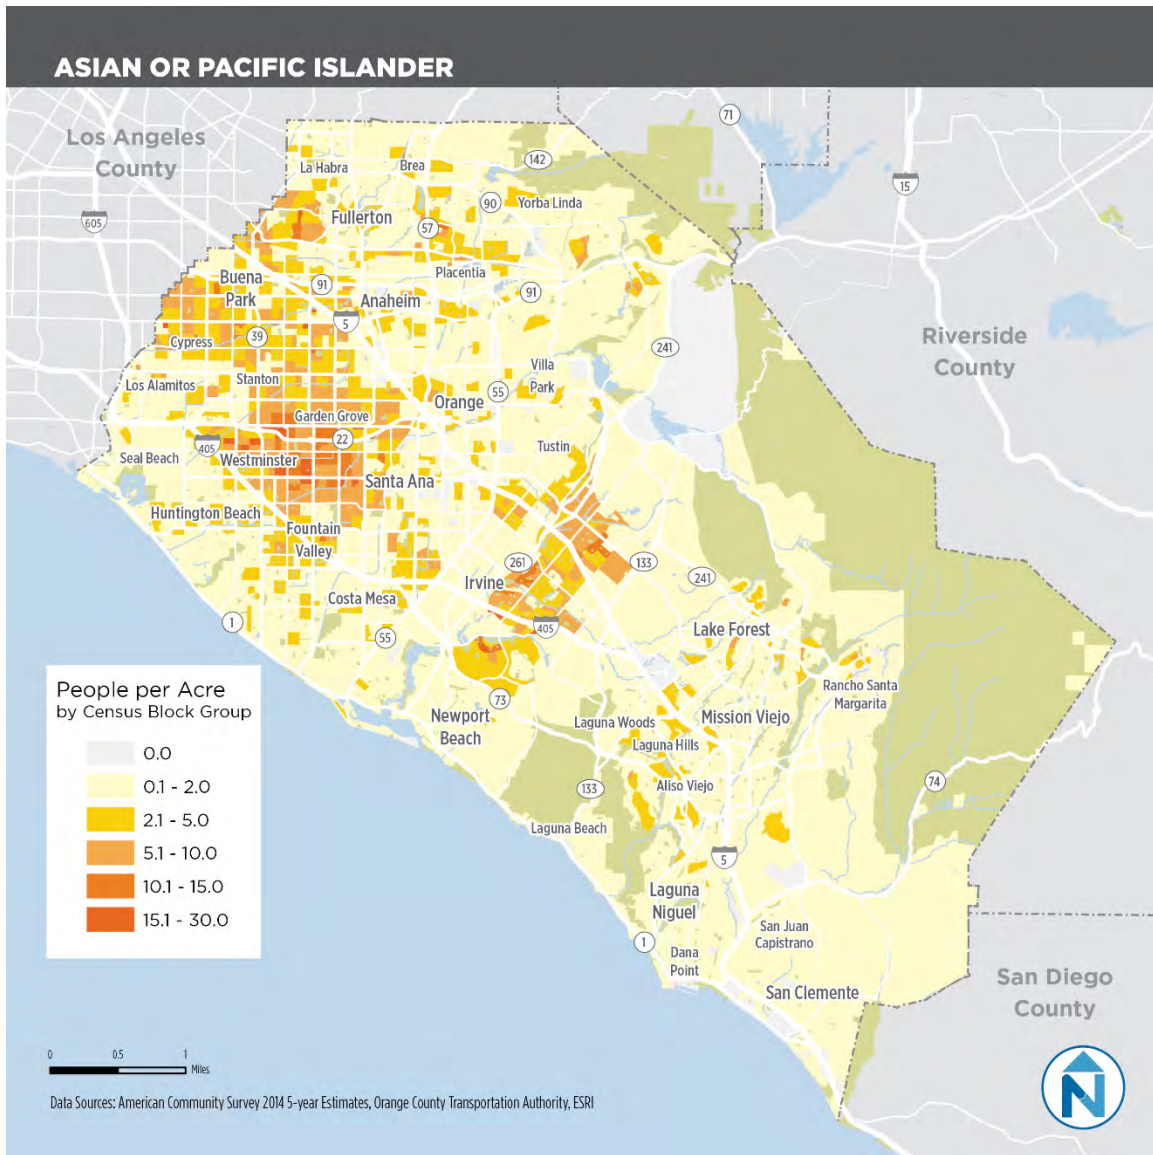 ASIAN OR PACIFIC ISLANDER
71
Los Angeles
County
142
La Habra
Brea
15
605
90
Yorba Linda
Fullerton
57
Placentia
Buena
Park
91
91
Anaheim
5
39
Cypress
241
Riverside
County
Villa
Park
Los Alamitos
Stanton
55
Orange
Garden Grove
22
405
Tustin
Seal Beach
Westminster
Santa Ana
Huntington Beach
Fountain
Valley
261
133
Irvine
241
Costa Mesa
1
405
Lake Forest
55
Rancho Santa
Margarita
73
Newport
Beach
Laguna Woods
Mission Viejo
Laguna Hills
133
Aliso Viejo
74
Laguna Beach
5
Laguna
Niguel
San Juan
Capistrano
1
Dana
Point
San Clemente
San Diego
County
People per Acre
by Census Block Group
0.0
0.1 - 2.0
2.1 - 5.0
5.1 - 10.0
10.1 - 15.0
15.1 - 30.0
0 0.5 1
Miles
Data Sources: American Community Survey 2014 5-year Estimates, Orange County Transportation Authority, ESRI
N